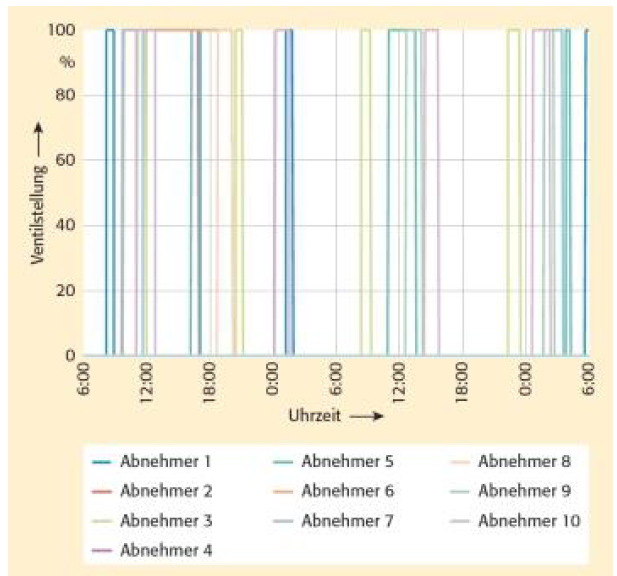 100
%
80
60
40
20
0
Ventilstellung
6:00 12:00 18:00 0:00 6:00 12:00 18:00 0:00 6:00
Uhrzeit
Abnehmer 1 Abnehmer 5 Abnehmer 8
Abnehmer 2 Abnehmer 6 Abnehmer 9
Abnehmer 3 Abnehmer 7 Abnehmer 10
Abnehmer 4